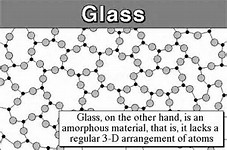 Glass
Glass, on the other hand, is an
amorphous material, that is, it lacks a
regular 3-D arrangement of atoms